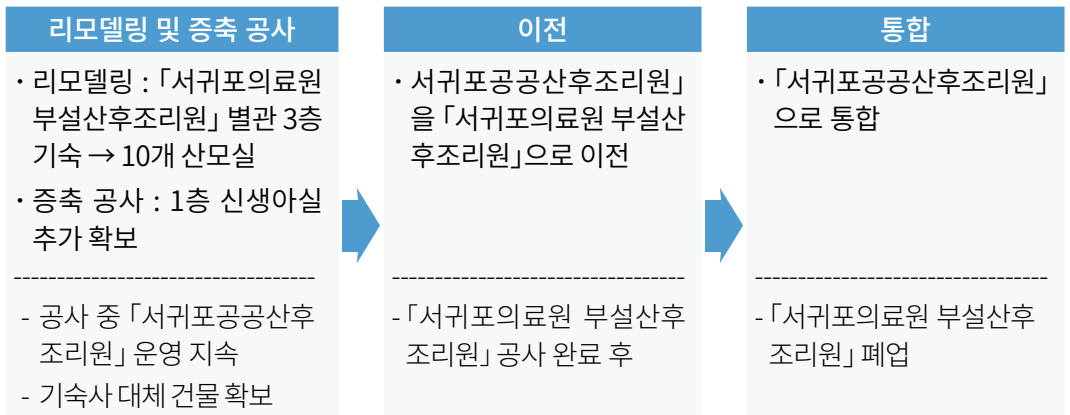 리모델링 및 증축 공사
· 리모델링 : 「서귀포의료원
부설산후조리원」 별관 3층
기숙 → 10개 산모실
· 증축 공사 : 1층 신생아실
추가 확보
- 공사 중 「서귀포공공산후
조리원」 운영 지속
- 기숙사 대체 건물 확보
이전
· 서귀포공공산후조리원」
을 「서귀포의료원 부설산
후조리원」으로 이전
- 「서귀포의료원 부설산후
조리원」 공사 완료 후
통합
· 「서귀포공공산후조리원」
으로 통합
- 「서귀포의료원 부설산후
조리원」 폐업